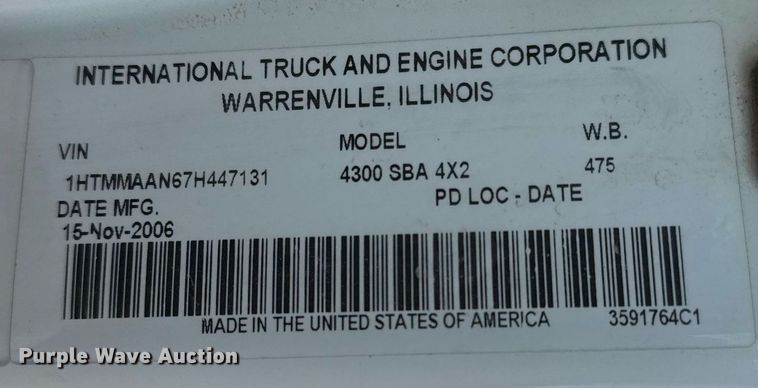 INTERNATIONAL TRUCK AND ENGINE CORPORATION
WARRENVILLE, ILLINOIS
VIN MODEL W.B.
1HTMMAAN67H447131 4300 SBA 4X2 475
DATE MFG. PD LOC - DATE
15-Nov-2006
MADE IN THE UNITED STATES OF AMERICA 3591764C1
Purple Wave Auction